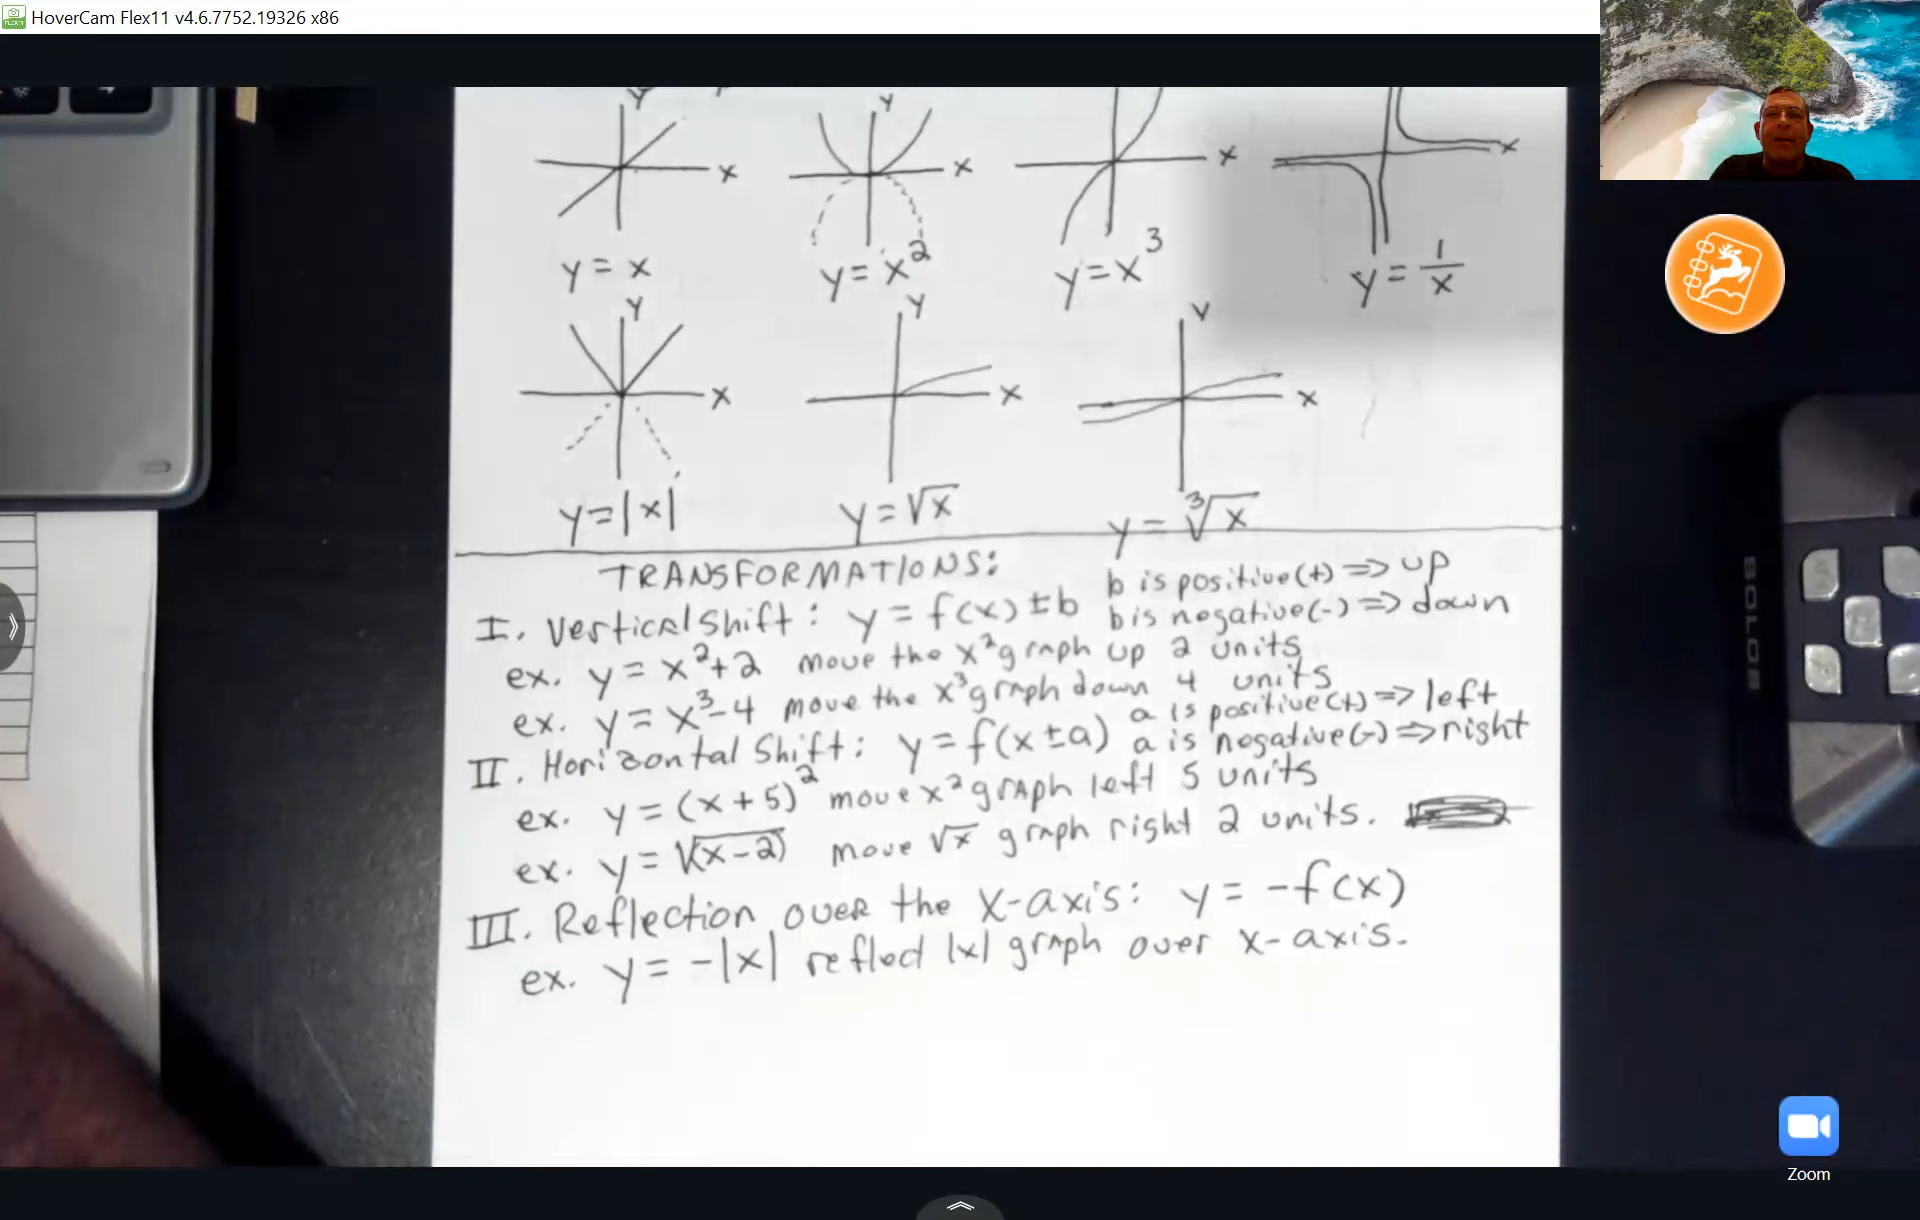 HoverCam Flex11 v4.6.7752.19326 x86
y y
x x x x
y = x y = x² y = x³ y = 1/x
y y y
x x x
y = |x| y = √x y = ∛x
TRANSFORMATIONS:
b is positive(+) => up
I. Vertical Shift: y = f(x) ± b b is negative(-) => down
ex. y = x²+2 move the x² graph up 2 units
ex. y = x³-4 move the x³ graph down 4 units
a is positive(+) => left
II. Horizontal Shift: y = f(x ± a) a is negative(-) => right
ex. y = (x+5)² move x² graph left 5 units
ex. y = √(x-2) move √x graph right 2 units.
III. Reflection over the x-axis: y = -f(x)
ex. y = -|x| reflect |x| graph over x-axis.
Zoom